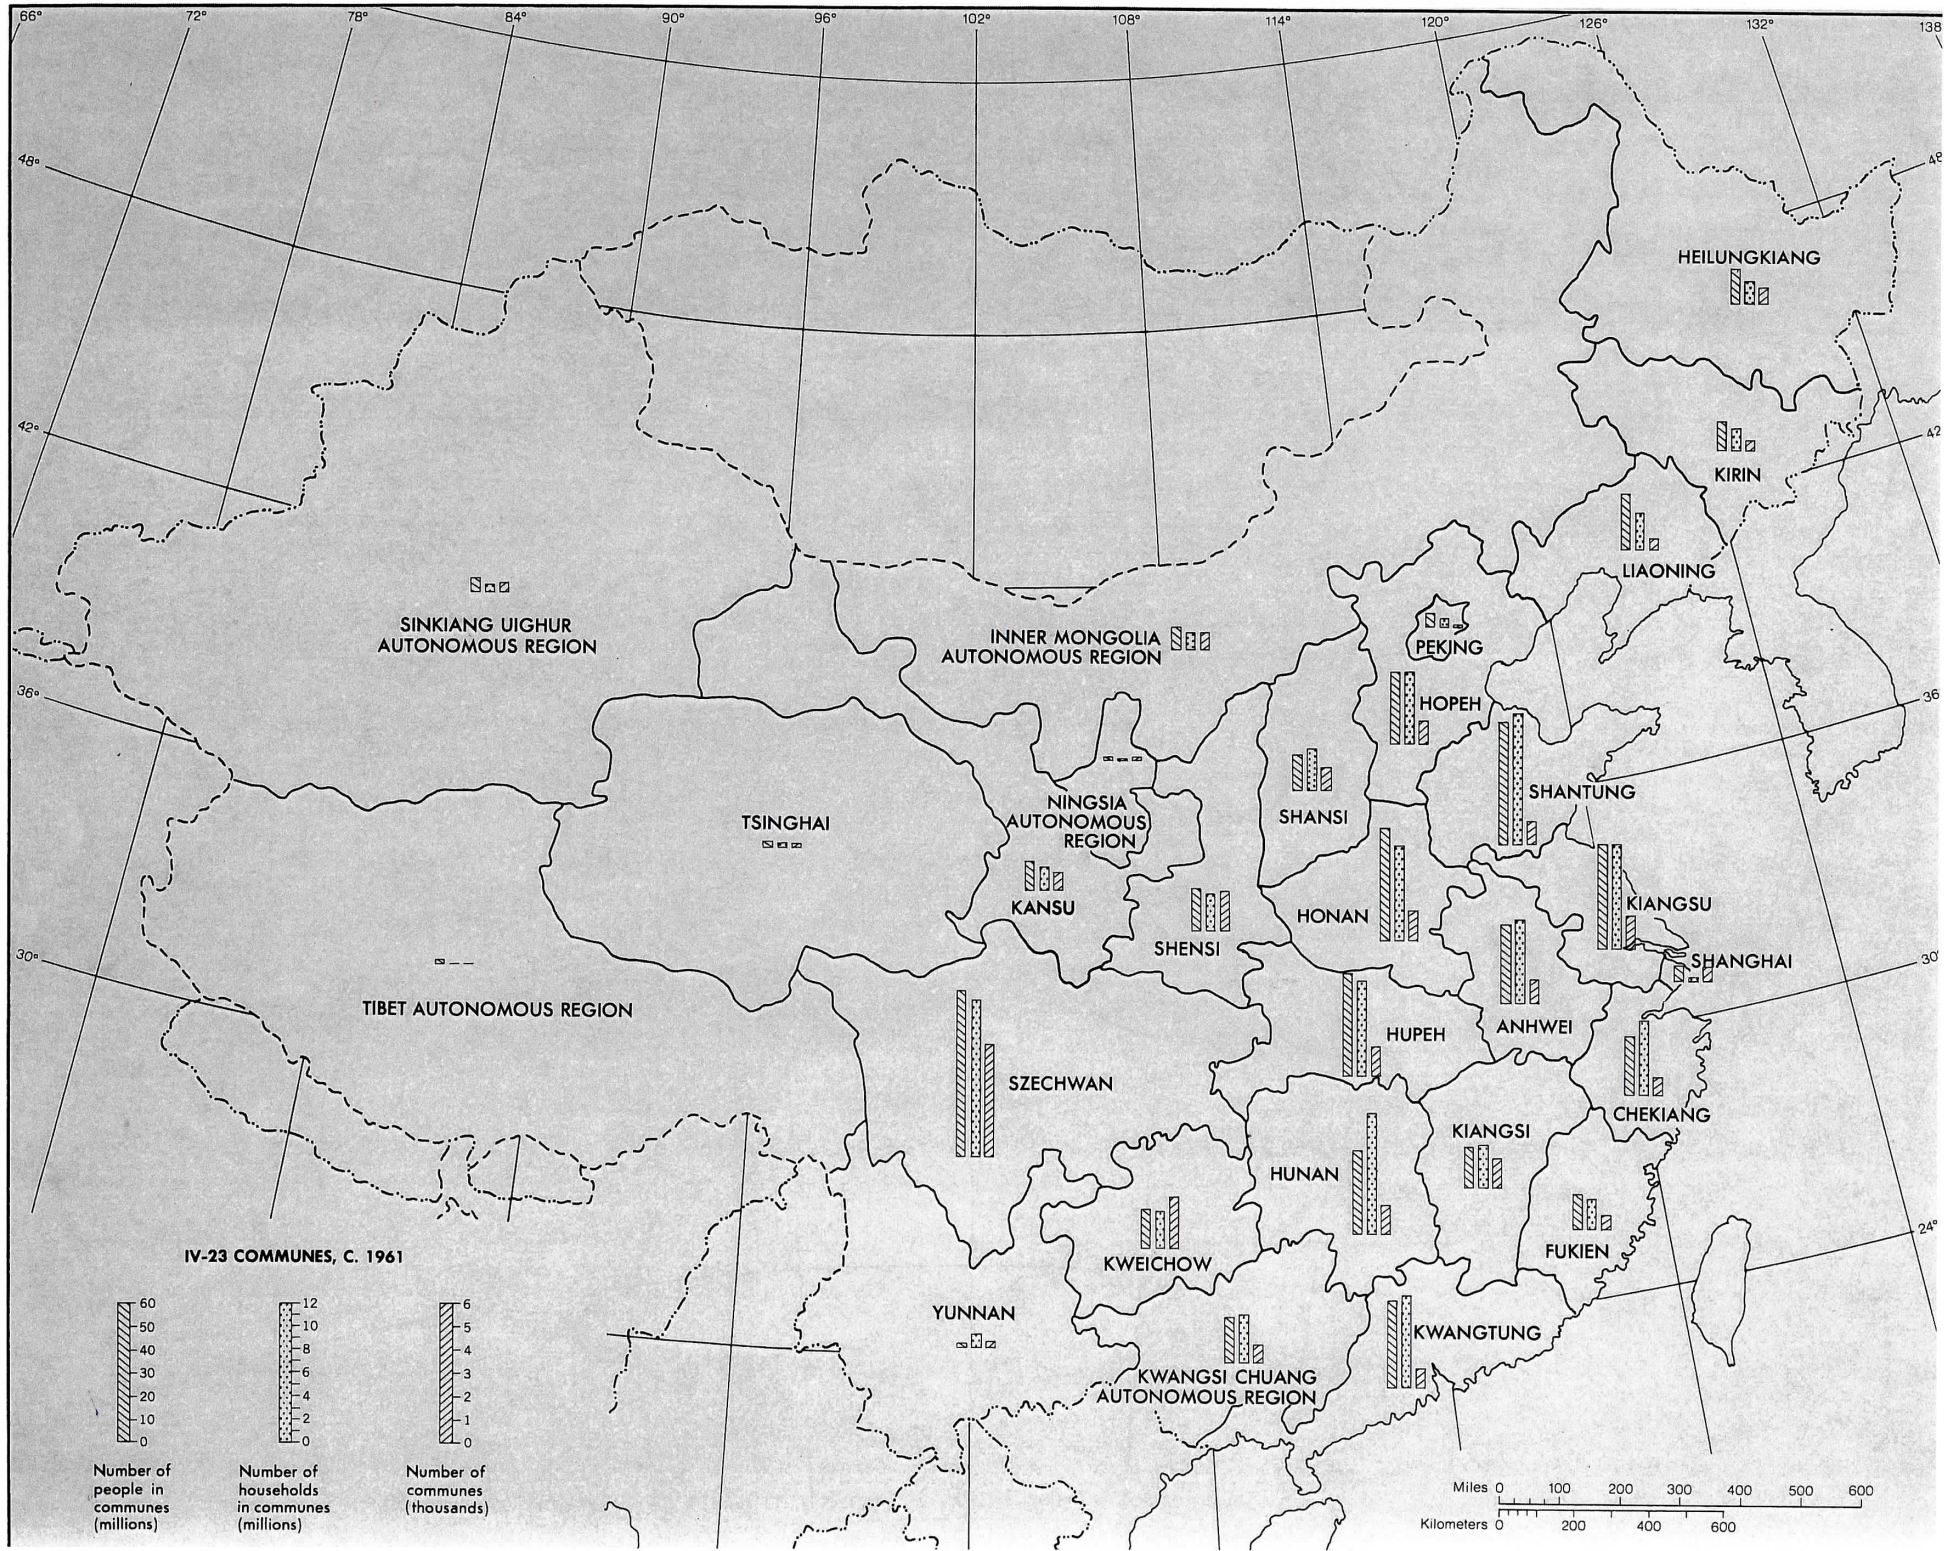 66°
72°
78°
84°
90°
96°
102°
108°
114°
120°
126°
132°
138
48°
48
42°
42
36°
36
30°
30°
24°
HEILUNGKIANG
KIRIN
LIAONING
SINKIANG UIGHUR
AUTONOMOUS REGION
INNER MONGOLIA
AUTONOMOUS REGION
PEKING
HOPEH
SHANTUNG
SHANSI
NINGSIA
AUTONOMOUS
REGION
TSINGHAI
KANSU
SHENSI
HONAN
KIANGSU
SHANGHAI
TIBET AUTONOMOUS REGION
ANHWEI
HUPEH
SZECHWAN
CHEKIANG
KIANGSI
HUNAN
FUKIEN
KWEICHOW
YUNNAN
KWANGTUNG
KWANGSI CHUANG
AUTONOMOUS REGION
IV-23 COMMUNES, C. 1961
60
50
40
30
20
10
0
12
10
8
6
4
2
0
6
5
4
3
2
1
0
Number of
people in
communes
(millions)
Number of
households
in communes
(millions)
Number of
communes
(thousands)
Miles 0 100 200 300 400 500 600
Kilometers 0 200 400 600